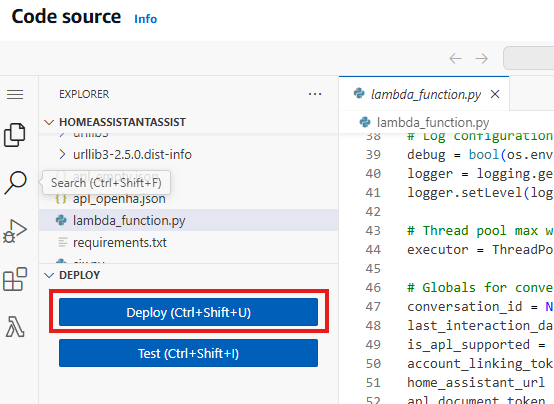 Code source Info
EXPLORER
HOMEASSISTANTASSIST
urllib3-2.5.0.dist-info
Search (Ctrl+Shift+F)
apl_openha.json
lambda_function.py
requirements.txt
DEPLOY
Deploy (Ctrl+Shift+U)
Test (Ctrl+Shift+I)
lambda_function.py
lambda_function.py
38 # Log configuration
39 debug = bool(os.env
40 logger = logging.ge
41 logger.setLevel(log
42
43 # Thread pool max w
44 executor = ThreadPo
45
46 # Globals for conve
47 conversation_id = N
48 last_interaction_da
49 is_apl_supported =
50 account_linking_tok
51 home_assistant_url
52 apl_document_token